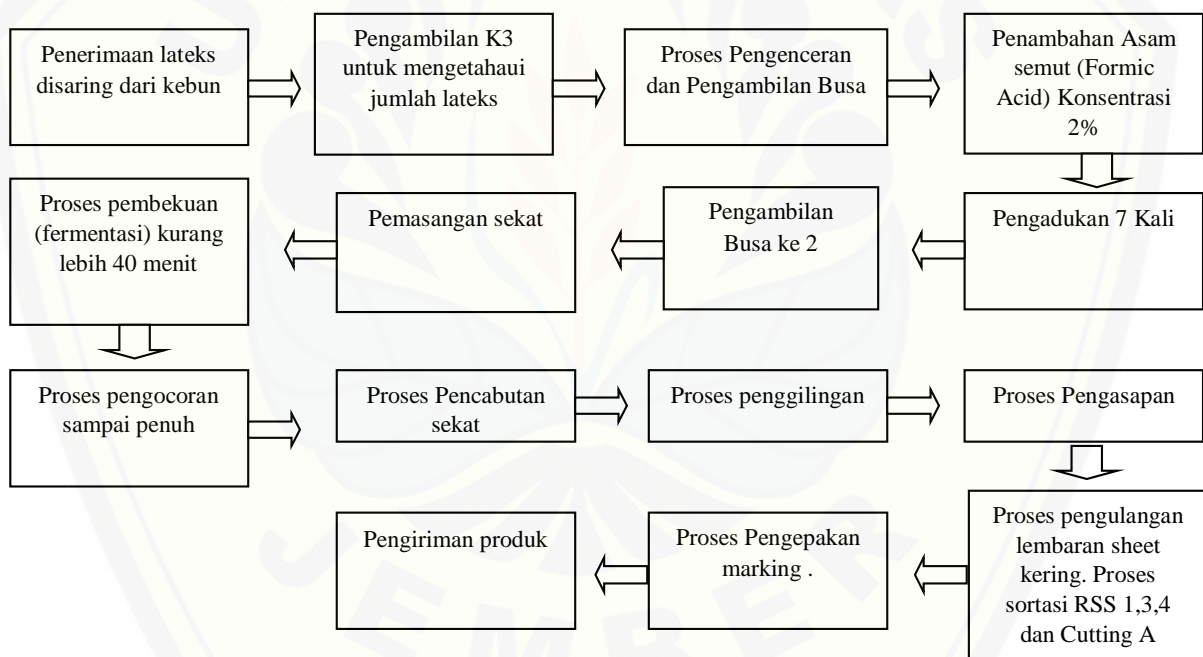 Penerimaan lateks
disaring dari kebun
Pengambilan K3
untuk mengetahaui
jumlah lateks
Proses Pengenceran
dan Pengambilan Busa
Penambahan Asam
semut (Formic
Acid) Konsentrasi
2%
Pengadukan 7 Kali
Pengambilan
Busa ke 2
Pemasangan sekat
Proses pembekuan
(fermentasi) kurang
lebih 40 menit
Proses pengocoran
sampai penuh
Proses Pencabutan
sekat
Proses penggilingan
Proses Pengasapan
Proses pengulangan
lembaran sheet
kering. Proses
sortasi RSS 1,3,4
dan Cutting A
Proses Pengepakan
marking .
Pengiriman produk
JEMBER